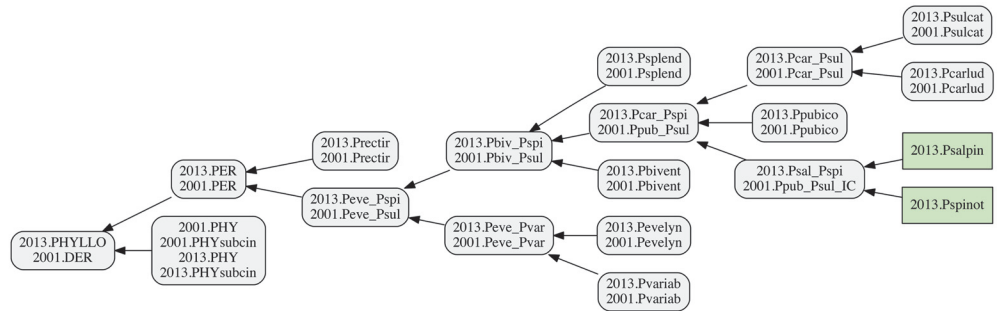 2013.Psulcat
2001.Psulcat
2013.Psplend
2001.Psplend
2013.Pcar_Psul
2001.Pcar_Psul
2013.Pcarlud
2001.Pcarlud
2013.Pcar_Pspi
2001.Ppub_Psul
2013.Ppubico
2001.Ppubico
2013.Prectir
2001.Prectir
2013.Pbiv_Pspi
2001.Pbiv_Psul
2013.Psalpin
2013.PER
2001.PER
2013.Pbivent
2001.Pbivent
2013.Psal_Pspi
2001.Ppub_Psul_IC
2013.Peve_Pspi
2001.Peve_Psul
2013.Pspinot
2001.PHY
2001.PHYsubcin
2013.PHY
2013.PHYsubcin
2013.Peve_Pvar
2001.Peve_Pvar
2013.Pevelyn
2001.Pevelyn
2013.PHYLLO
2001.DER
2013.Pvariab
2001.Pvariab